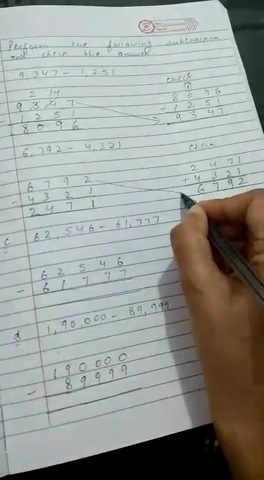 Perform the following subtraction
and check the answer
9,347 - 1,251
check
2 14
9 3 4 7
1 2 5 1
8 0 9 6
1
8 0 9 6
- 1 2 5 1
9 3 4 7
6,792 - 4,321
check
6 7 9 2
- 4 3 2 1
2 4 7 1
2 4 7 1
+ 4 3 2 1
6 7 9 2
c 62,546 - 61,777
6 2 5 4 6
- 6 1 7 7 7
d 1,90,000 - 89,999
1 9 0 0 0 0
- 8 9 9 9 9